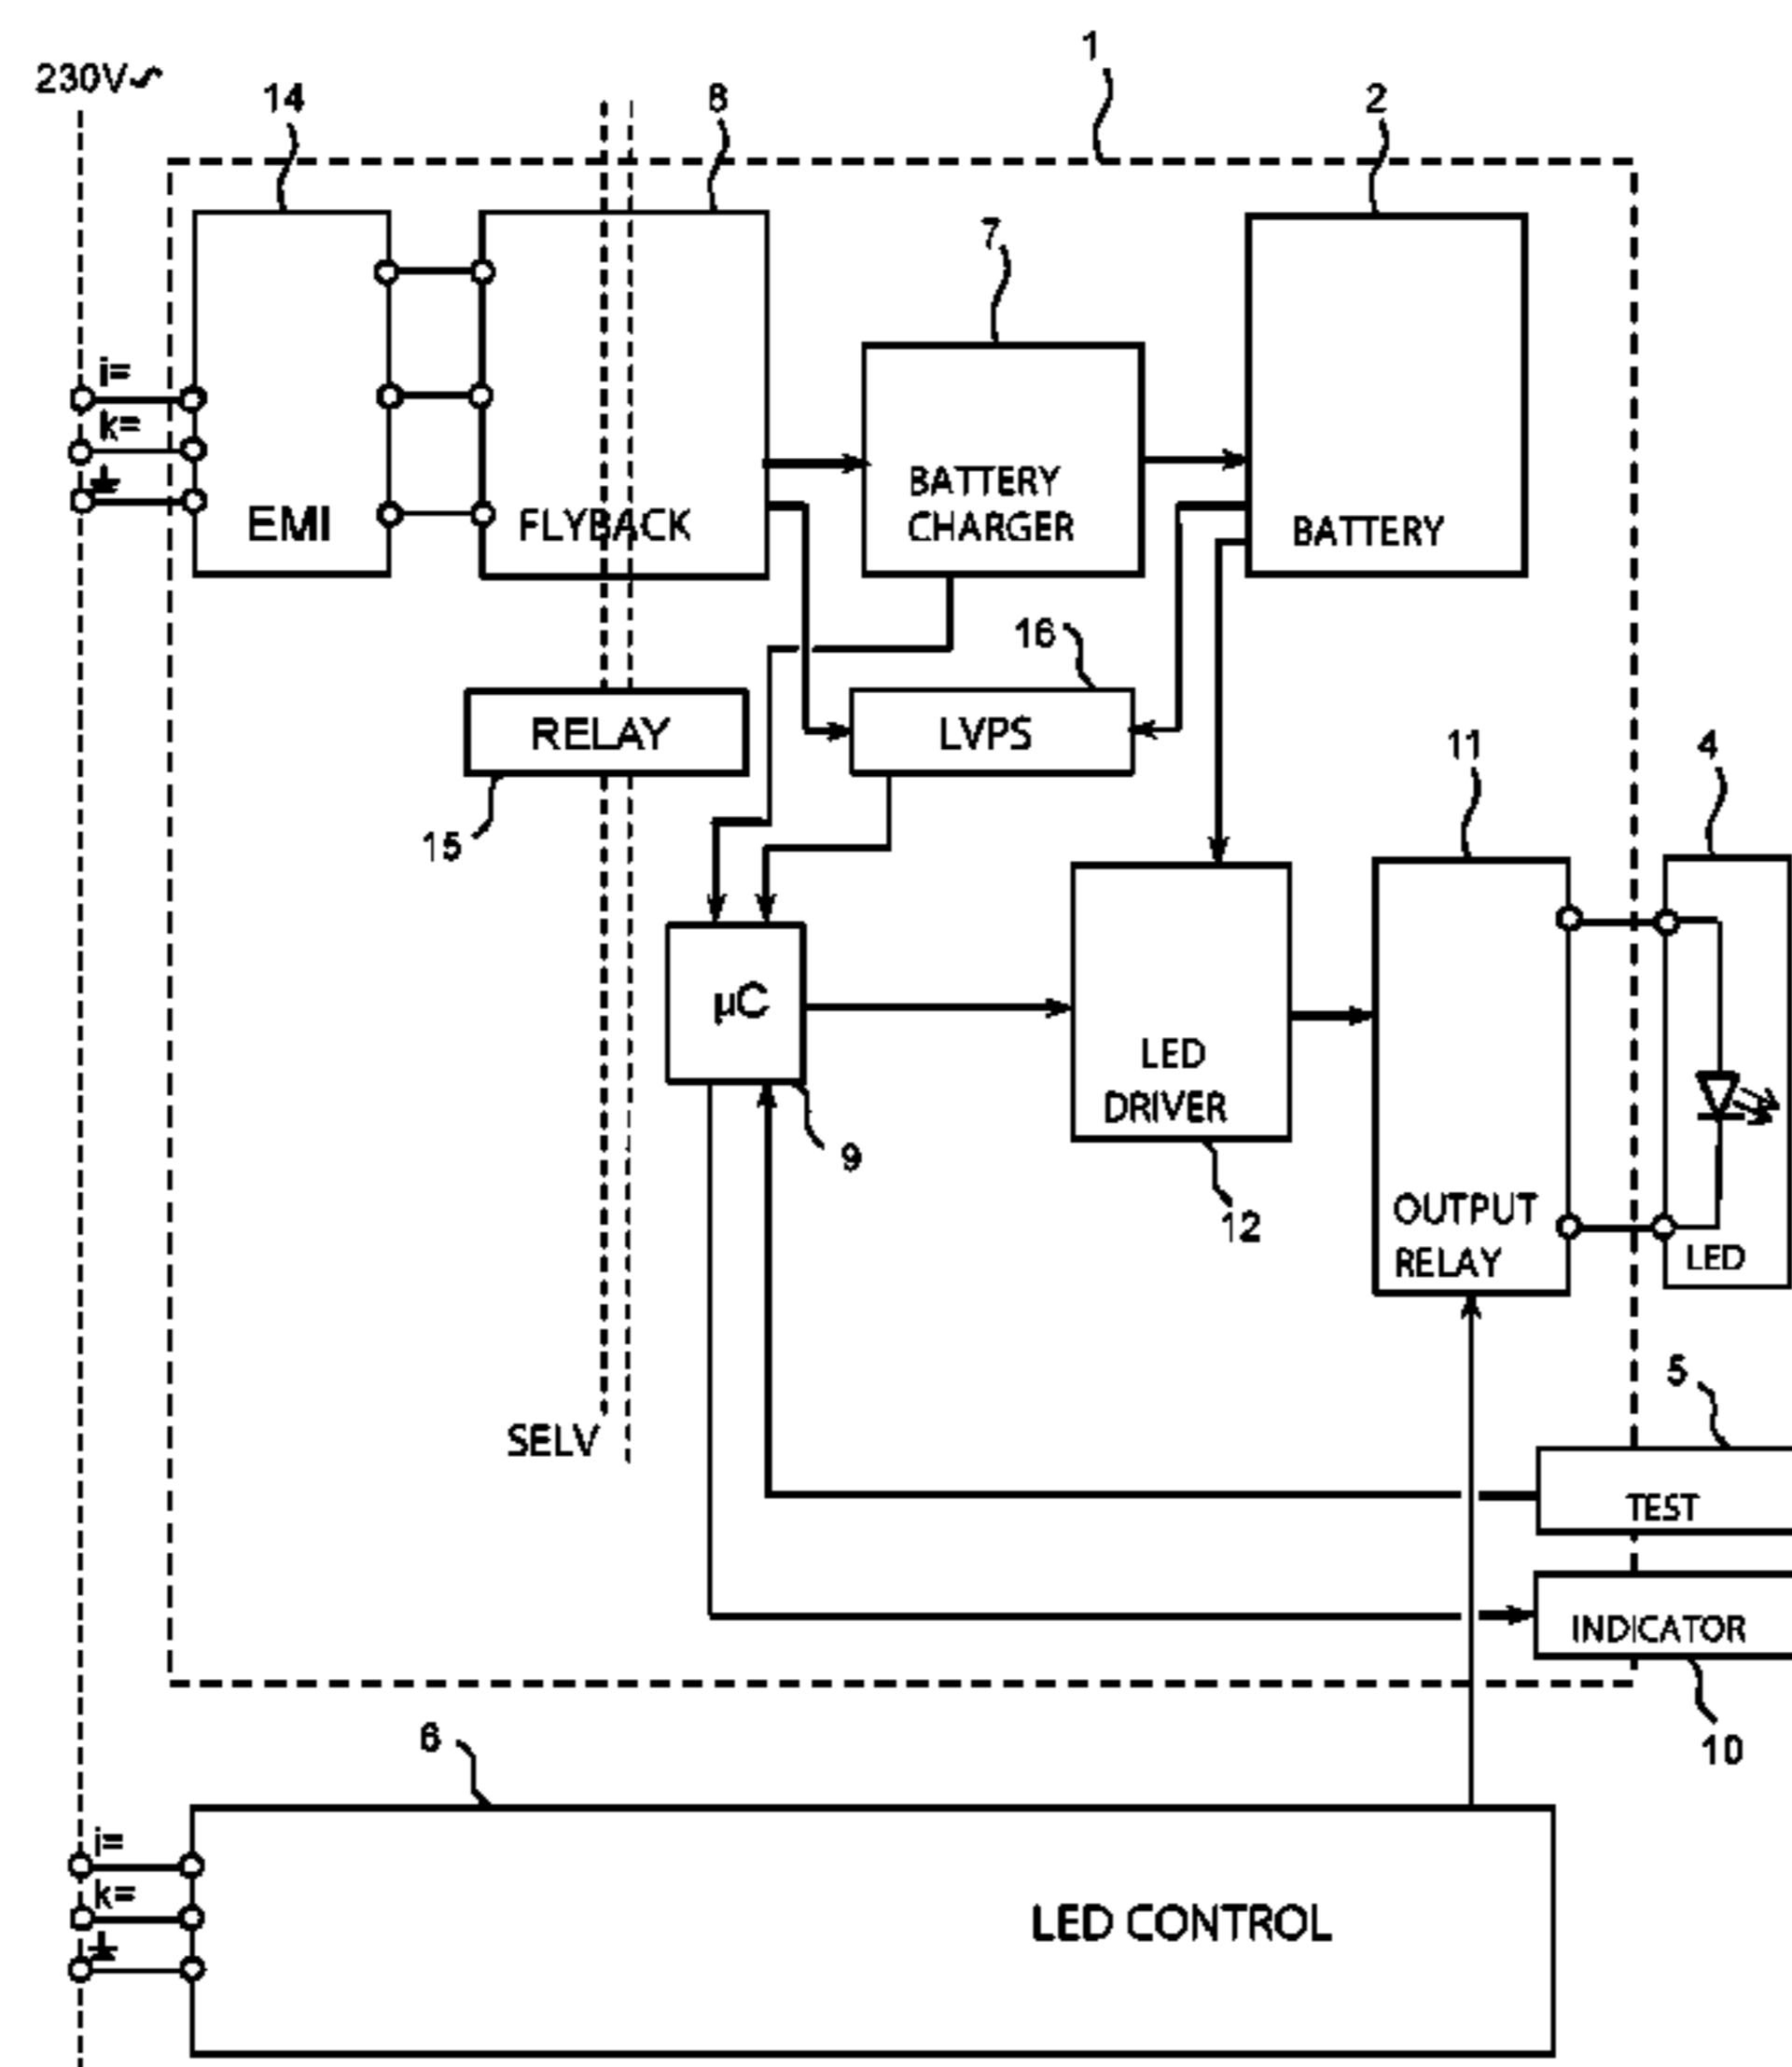 1
230V
14
8
2
7
i=
k=
EMI
FLYBACK
BATTERY
CHARGER
BATTERY
16
RELAY
LVPS
11
4
15
µC
LED
DRIVER
9
12
OUTPUT
RELAY
LED
5
SELV
TEST
INDICATOR
6
10
i=
k=
LED CONTROL